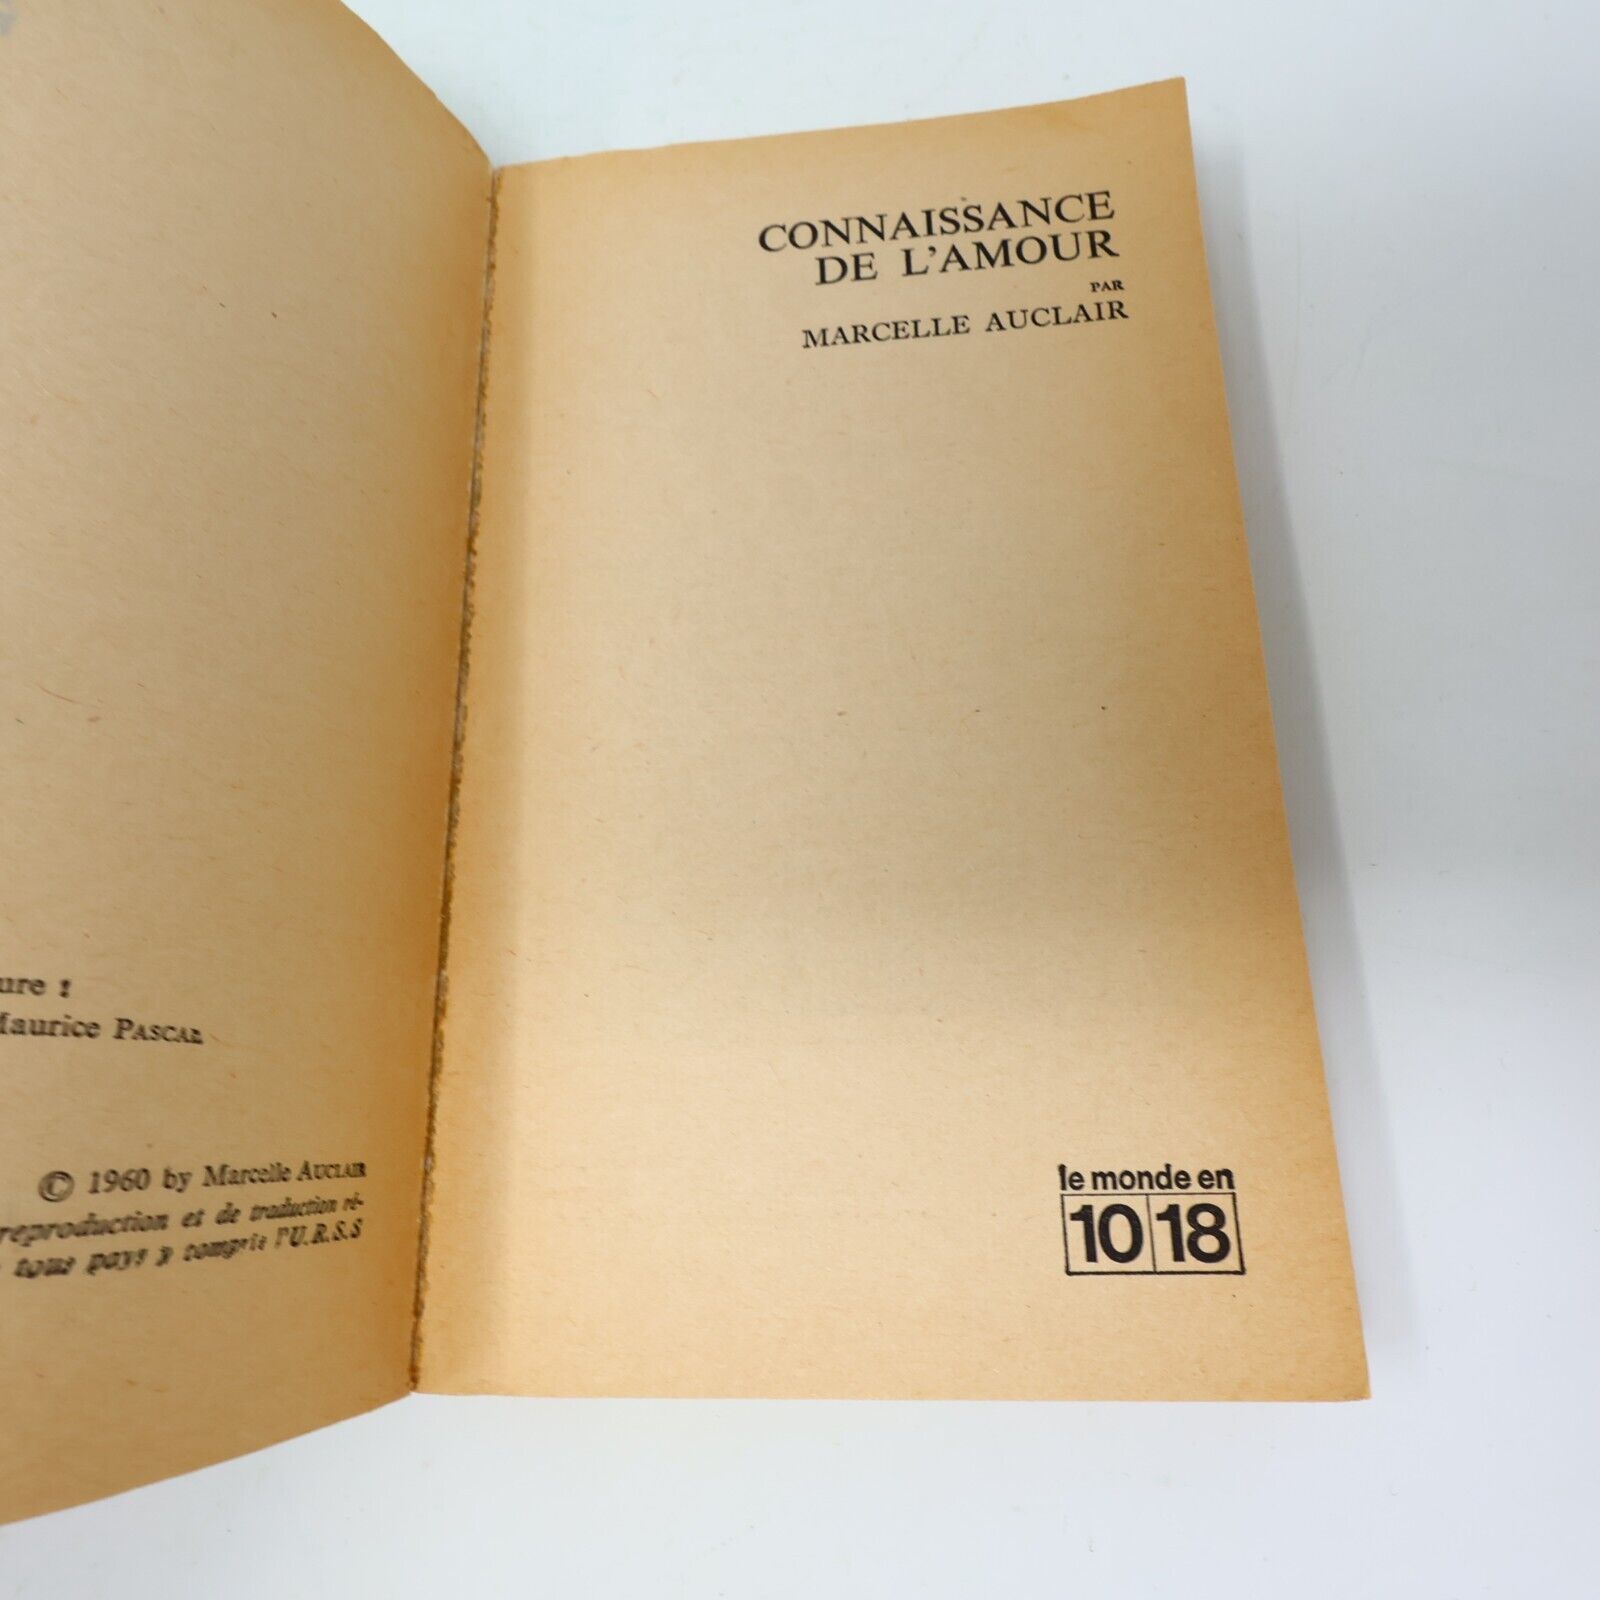 ure :
Maurice PASCAL
© 1960 by Marcelle AUCLAIR
reproduction et de traduction ré-
tous pays y compris l'U.R.S.S
CONNAISSANCE
DE L'AMOUR
PAR
MARCELLE AUCLAIR
le monde en
10 18